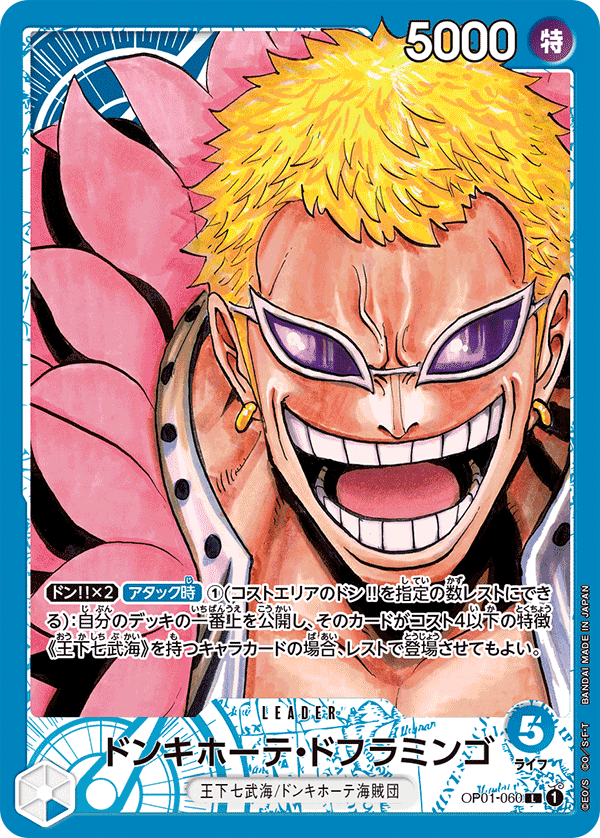 5000 特
ドン!!×2 アタック時 ①(コストエリアのドン!!を指定の数レストにでき
る):自分のデッキの一番上を公開し、そのカードがコスト4以下の特徴
《王下七武海》を持つキャラカードの場合、レストで登場させてもよい。
LEADER
ドンキホーテ・ドフラミンゴ
5
ライフ
王下七武海/ドンキホーテ海賊団
OP01-060 L 1
©E.O/S ©O/S・F・T BANDAI MADE IN JAPAN